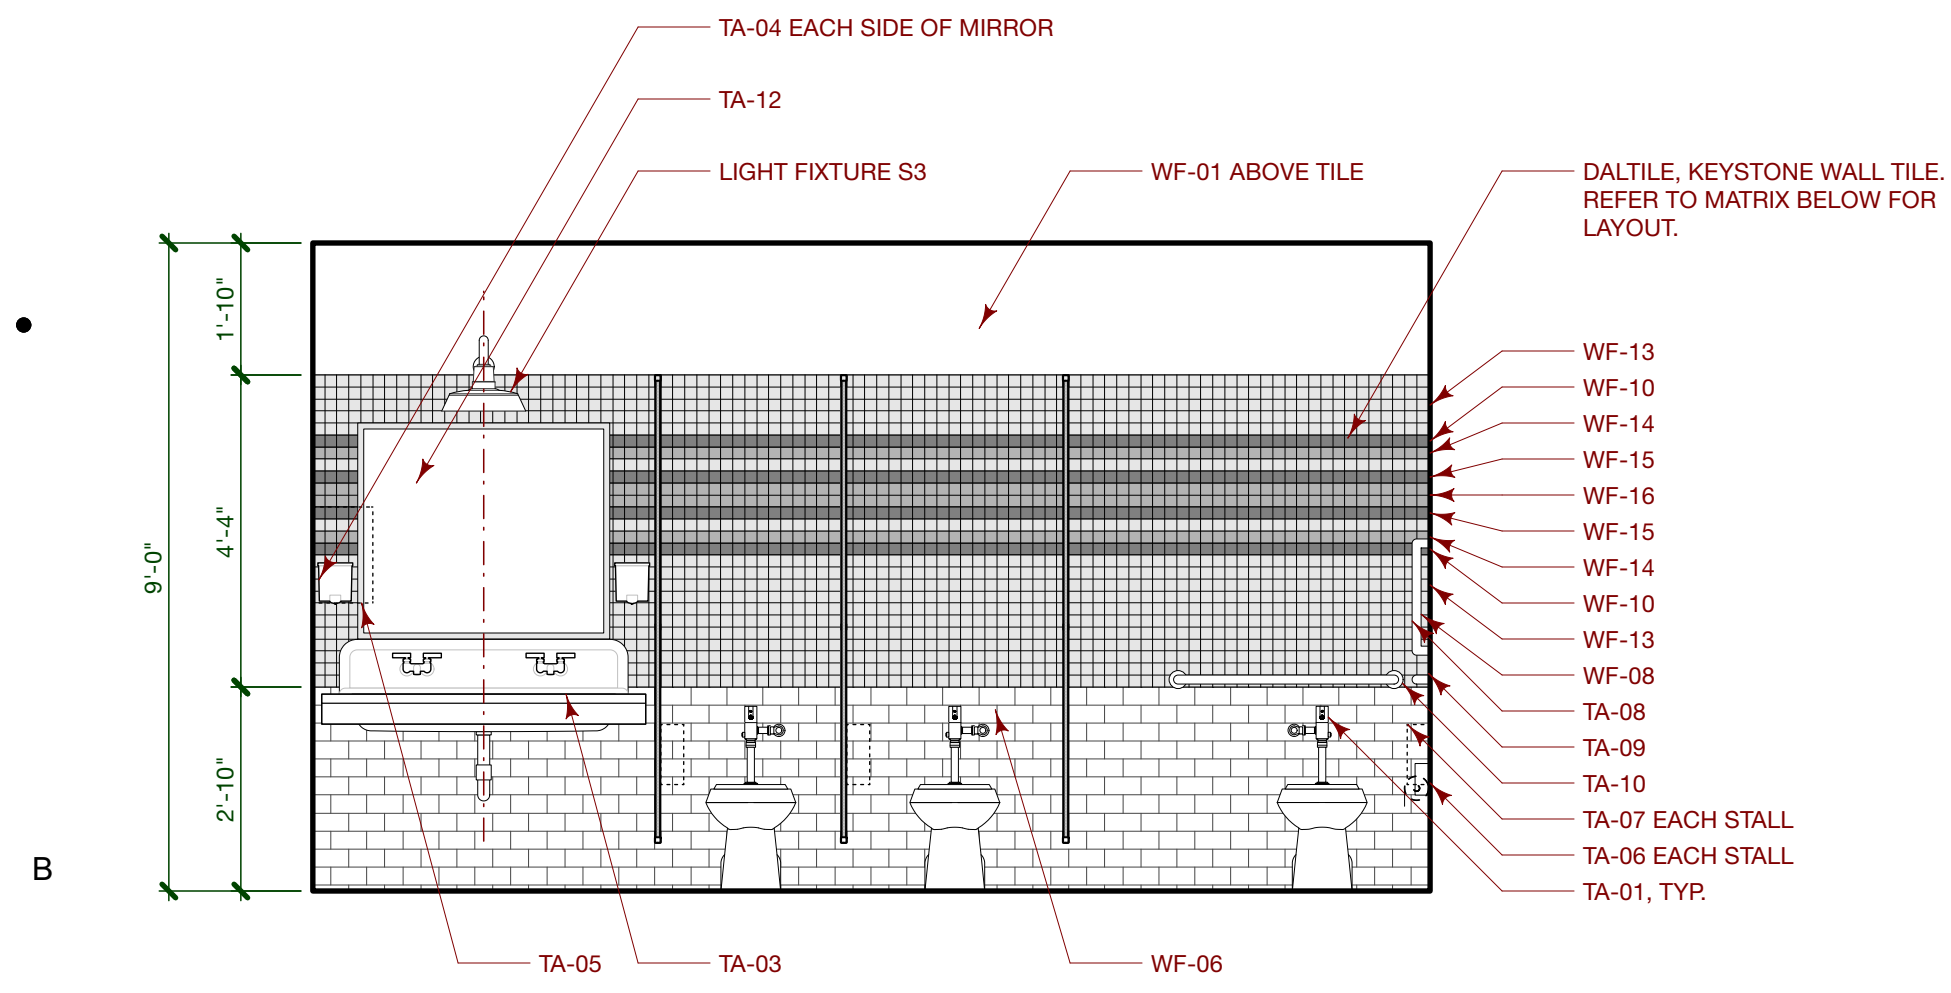 TA-04 EACH SIDE OF MIRROR
TA-12
LIGHT FIXTURE S3
WF-01 ABOVE TILE
DALTILE, KEYSTONE WALL TILE.
REFER TO MATRIX BELOW FOR
LAYOUT.
9'-0"
1'-10"
4'-4"
2'-10"
WF-13
WF-10
WF-14
WF-15
WF-16
WF-15
WF-14
WF-10
WF-13
WF-08
TA-08
TA-09
TA-10
TA-07 EACH STALL
TA-06 EACH STALL
TA-01, TYP.
B
TA-05
TA-03
WF-06